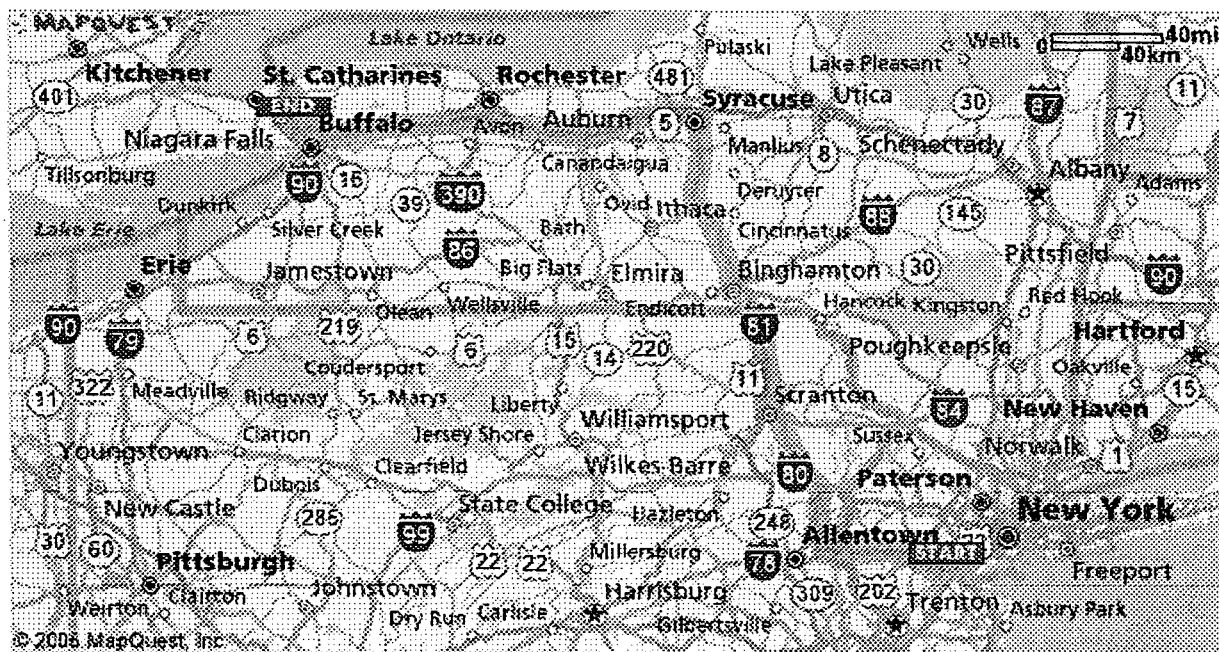 MAPQUEST
Lake Ontario
Pulaski
Wells
0 40mi
40km
Kitchener
St. Catharines
Rochester
481
Lake Pleasant
401
END
Syracuse
Utica
30
87
11
Niagara Falls
Buffalo
Avon
Auburn
5
Manlius
8
Schenectady
7
Tillsonburg
90
16
Canandaigua
Albany
Dunkirk
39
390
Ovid
Ithaca
Deruyter
145
Adams
Lake Erie
Silver Creek
86
Bath
Cincinnatus
Pittsfield
Erie
Jamestown
Big Flats
Elmira
Binghamton
30
90
Olean
Wellsville
Endicott
Hancock
Kingston
Red Hook
90
79
6
219
6
15
14
220
81
Hartford
Coudersport
Poughkeepsie
Oakville
11
322
Meadville
Ridgway
St. Marys
Liberty
11
Scranton
15
Williamsport
84
New Haven
Youngstown
Clarion
Jersey Shore
Sussex
Norwalk
1
Clearfield
Wilkes Barre
80
Paterson
New Castle
Dubois
State College
Hazleton
New York
30
60
99
248
Allentown
START
Pittsburgh
22
22
Millersburg
78
Freeport
Weirton
Clairton
Johnstown
Harrisburg
309
202
Trenton
Asbury Park
Dry Run
Carlisle
Gilbertsville
© 2006 MapQuest, Inc